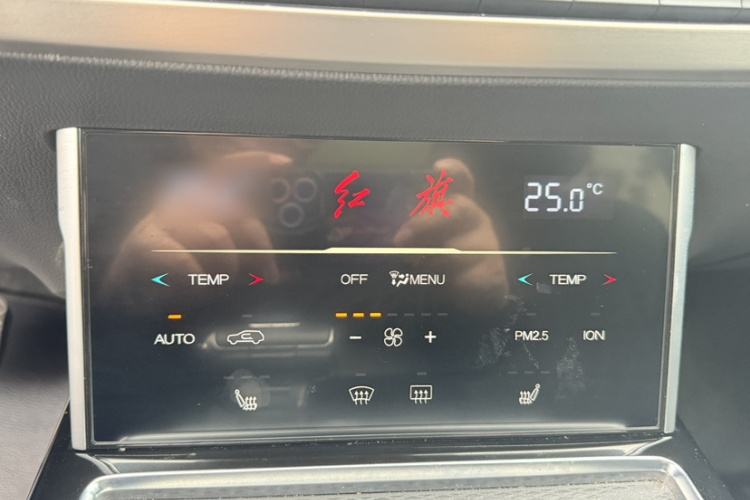 红 旗 25.0°C
TEMP OFF MENU TEMP
AUTO − + PM2.5 ION